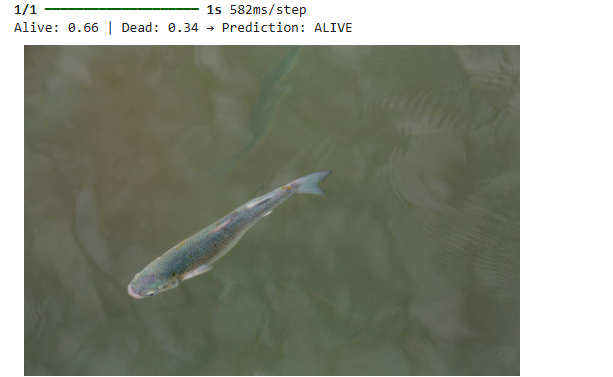 1/1 ━━━━━━━━━━━━━━━━━━━━ 1s 582ms/step
Alive: 0.66 | Dead: 0.34 → Prediction: ALIVE